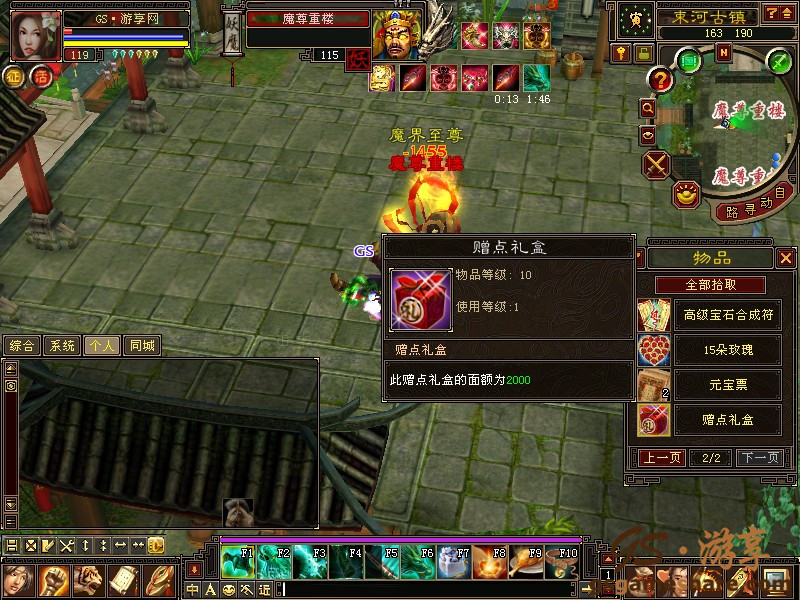 GS·游享网
119
征 活
妖魔
魔尊重楼
115
妖
0:13 1:46
束河古镇
163 190
N
魔尊重楼
魔尊重
自动寻路
魔界至尊
-1455
魔尊重楼
GS
赠点礼盒
礼
物品等级: 10
使用等级:1
赠点礼盒
此赠点礼盒的面额为2000
物品
全部拾取
高级宝石合成符
15朵玫瑰
元宝票
2
赠点礼盒
上一页 2/2 下一页
综合 系统 个人 同城
F1 F2 F3 F4 F5 F6 F7 F8 F9 F10
中 A 近
1
GS·游享